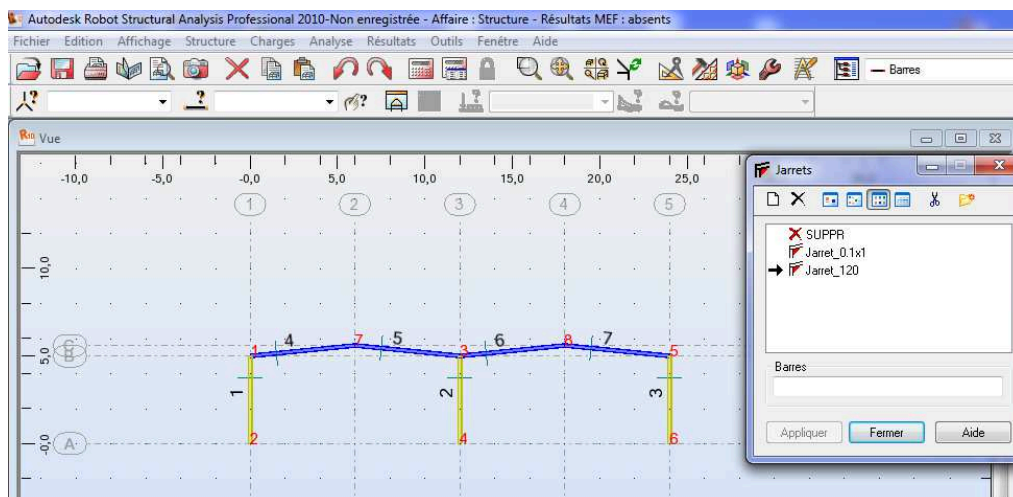 Autodesk Robot Structural Analysis Professional 2010-Non enregistrée - Affaire : Structure - Résultats MEF : absents
Fichier Edition Affichage Structure Charges Analyse Résultats Outils Fenêtre Aide
Barres
Vue
-10,0 -5,0 -0,0 5,0 10,0 15,0 20,0 25,0
1 2 3 4 5
10,0
1 4 7 5 3 6 8 7 5
5,0 C B
1 2 3
-0,0 A
2 4 6
Jarrets
SUPPR
Jarret_0.1x1
Jarret_120
Barres
Appliquer Fermer Aide